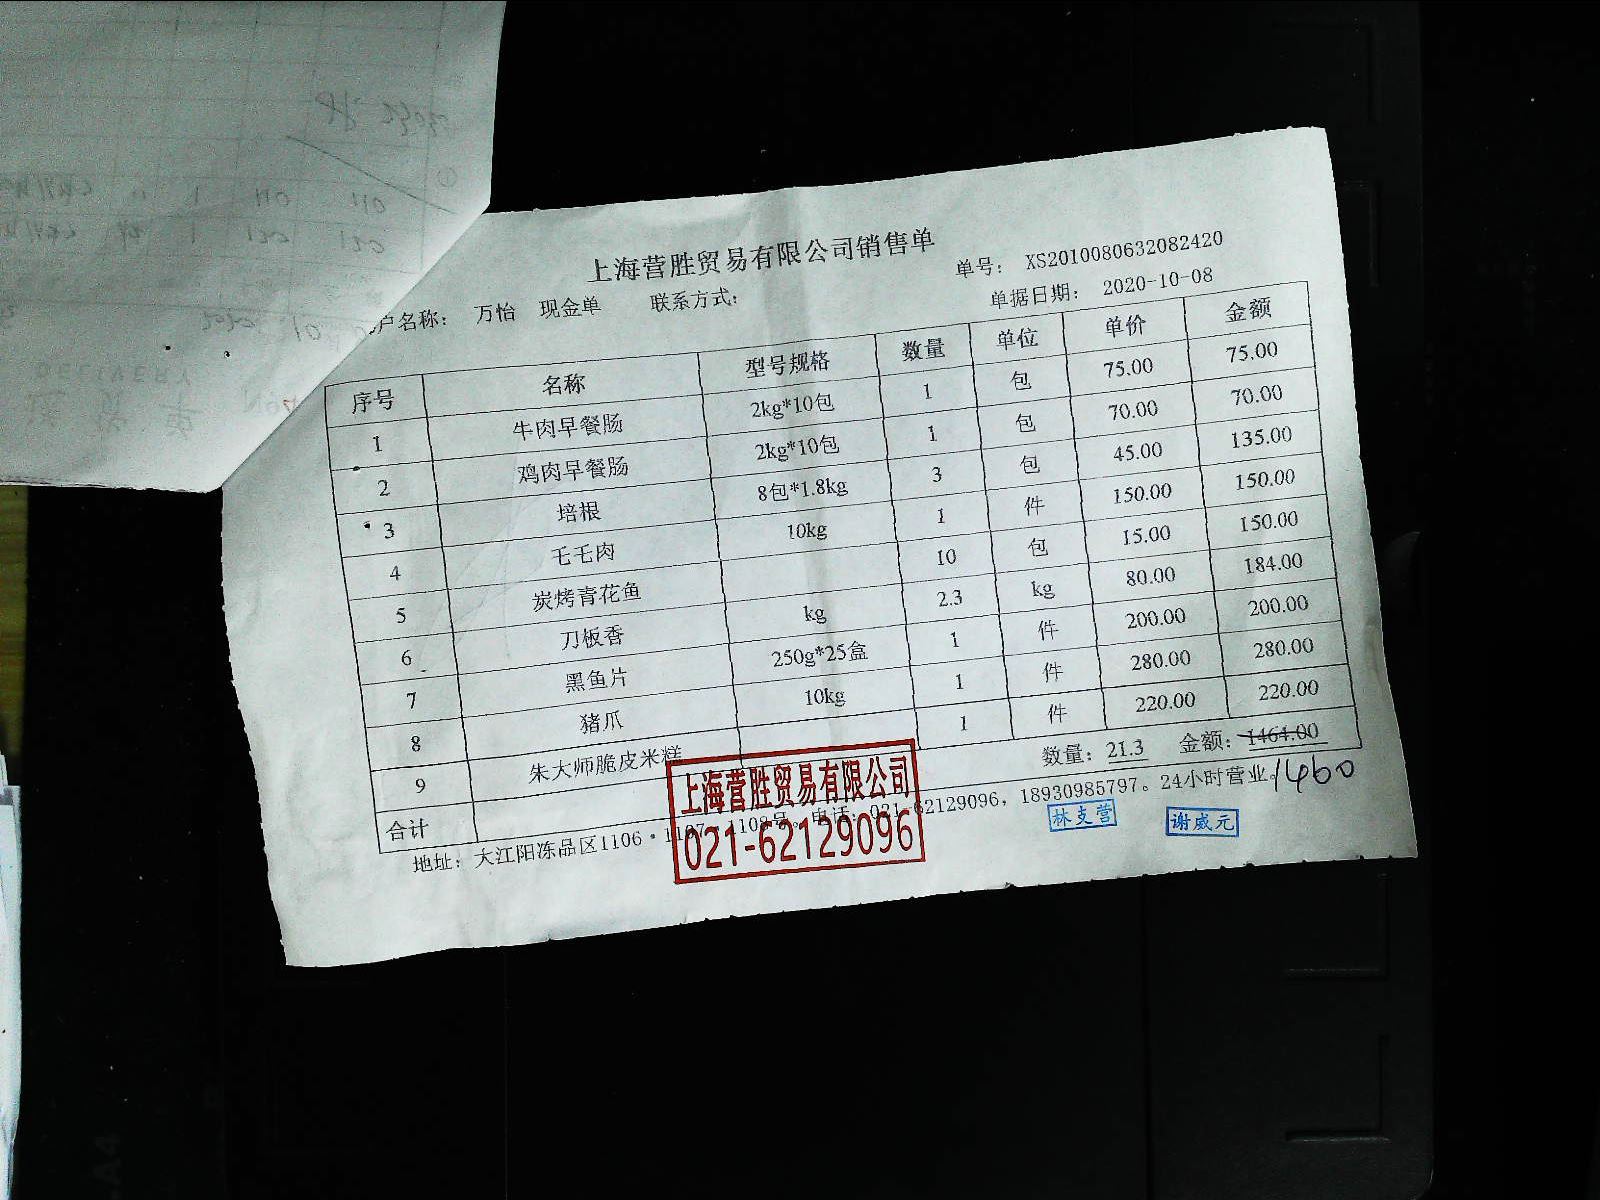 上海营胜贸易有限公司销售单
单号: XS2010080632082420
户名称: 万怡 现金单 联系方式: 单据日期: 2020-10-08
序号 名称 型号规格 数量 单位 单价 金额
1 牛肉早餐肠 2kg*10包 1 包 75.00 75.00
2 鸡肉早餐肠 2kg*10包 1 包 70.00 70.00
3 培根 8包*1.8kg 3 包 45.00 135.00
4 毛毛肉 10kg 1 件 150.00 150.00
5 炭烤青花鱼 10 包 15.00 150.00
6 刀板香 kg 2.3 kg 80.00 184.00
7 黑鱼片 250g*25盒 1 件 200.00 200.00
8 猪爪 10kg 1 件 280.00 280.00
9 朱大师脆皮米糕 1 件 220.00 220.00
合计 数量: 21.3 金额: 1464.00
1460
地址: 大江阳冻品区1106·1107·1108号。电话: 021-62129096, 18930985797。24小时营业。
上海营胜贸易有限公司
021-62129096
林支营
谢威元
DELIVERY